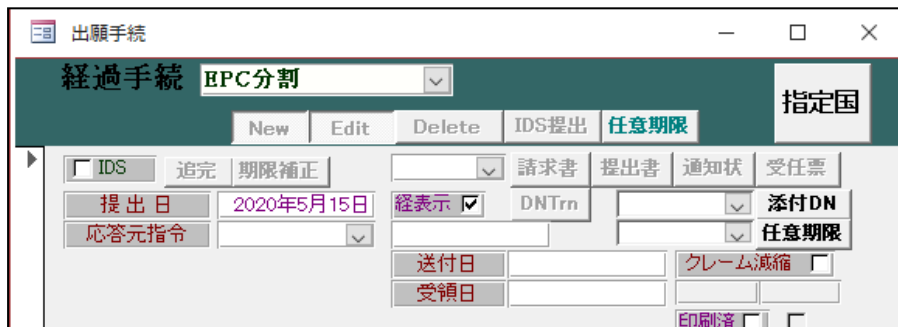 出願手続
経過手続 EPC分割
指定国
New Edit Delete IDS提出 任意期限
IDS 追完 期限補正 請求書 提出書 通知状 受任票
提出日 2020年5月15日 経表示 DNTrn 添付DN
応答元指令 任意期限
送付日 クレーム減縮
受領日
印刷済